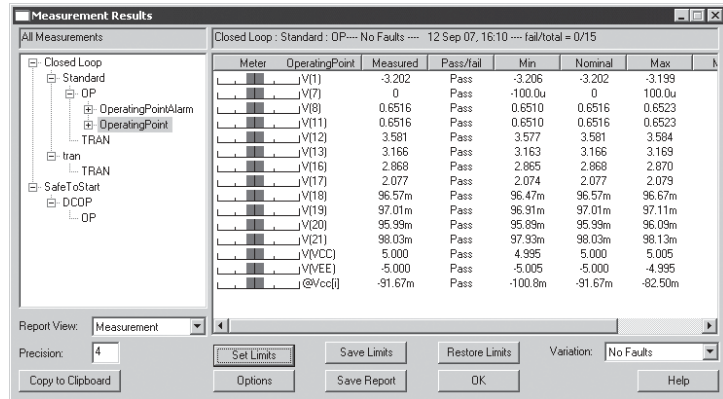 Measurement Results
All Measurements
Closed Loop : Standard : OP---- No Faults ---- 12 Sep 07, 16:10 ---- fail/total = 0/15
Closed Loop
Standard
OP
OperatingPointAlarm
OperatingPoint
TRAN
tran
TRAN
SafeToStart
DCOP
OP
Meter OperatingPoint Measured Pass/fail Min Nominal Max
V(1) -3.202 Pass -3.206 -3.202 -3.199
V(7) 0 Pass -100.0u 0 100.0u
V(8) 0.6516 Pass 0.6510 0.6516 0.6523
V(11) 0.6516 Pass 0.6510 0.6516 0.6523
V(12) 3.581 Pass 3.577 3.581 3.584
V(13) 3.166 Pass 3.163 3.166 3.169
V(16) 2.868 Pass 2.865 2.868 2.870
V(17) 2.077 Pass 2.074 2.077 2.079
V(18) 96.57m Pass 96.47m 96.57m 96.67m
V(19) 97.01m Pass 96.91m 97.01m 97.11m
V(20) 95.99m Pass 95.89m 95.99m 96.09m
V(21) 98.03m Pass 97.93m 98.03m 98.13m
V(VCC) 5.000 Pass 4.995 5.000 5.005
V(VEE) -5.000 Pass -5.005 -5.000 -4.995
@Vcc[i] -91.67m Pass -100.8m -91.67m -82.50m
Report View: Measurement
Precision: 4
Set Limits Save Limits Restore Limits Variation: No Faults
Copy to Clipboard Options Save Report OK Help